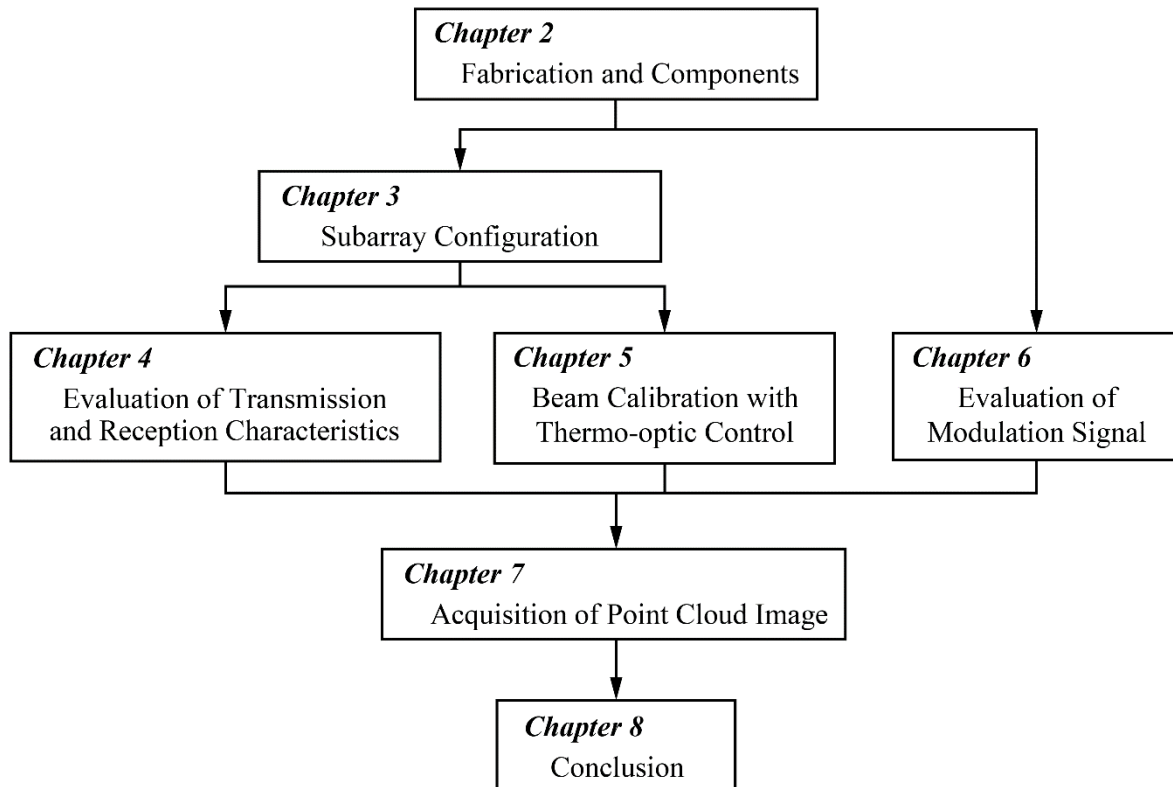 Chapter 2
Fabrication and Components
Chapter 3
Subarray Configuration
Chapter 4
Evaluation of Transmission
and Reception Characteristics
Chapter 5
Beam Calibration with
Thermo-optic Control
Chapter 6
Evaluation of
Modulation Signal
Chapter 7
Acquisition of Point Cloud Image
Chapter 8
Conclusion